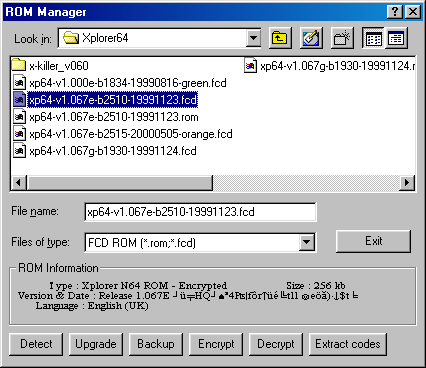 ROM Manager
Look in: Xplorer64
x-killer_v060
xp64-v1.000e-b1834-19990816-green.fcd
xp64-v1.067e-b2510-19991123.fcd
xp64-v1.067e-b2510-19991123.rom
xp64-v1.067e-b2515-20000505-orange.fcd
xp64-v1.067g-b1930-19991124.fcd
xp64-v1.067g-b1930-19991124.r
File name: xp64-v1.067e-b2510-19991123.fcd
Files of type: FCD ROM (*.rom;*.fcd)
Exit
ROM Information
Type : Xplorer N64 ROM - Encrypted Size : 256 kb
Version & Date : Release 1.067E
Language : English (UK)
Detect Upgrade Backup Encrypt Decrypt Extract codes